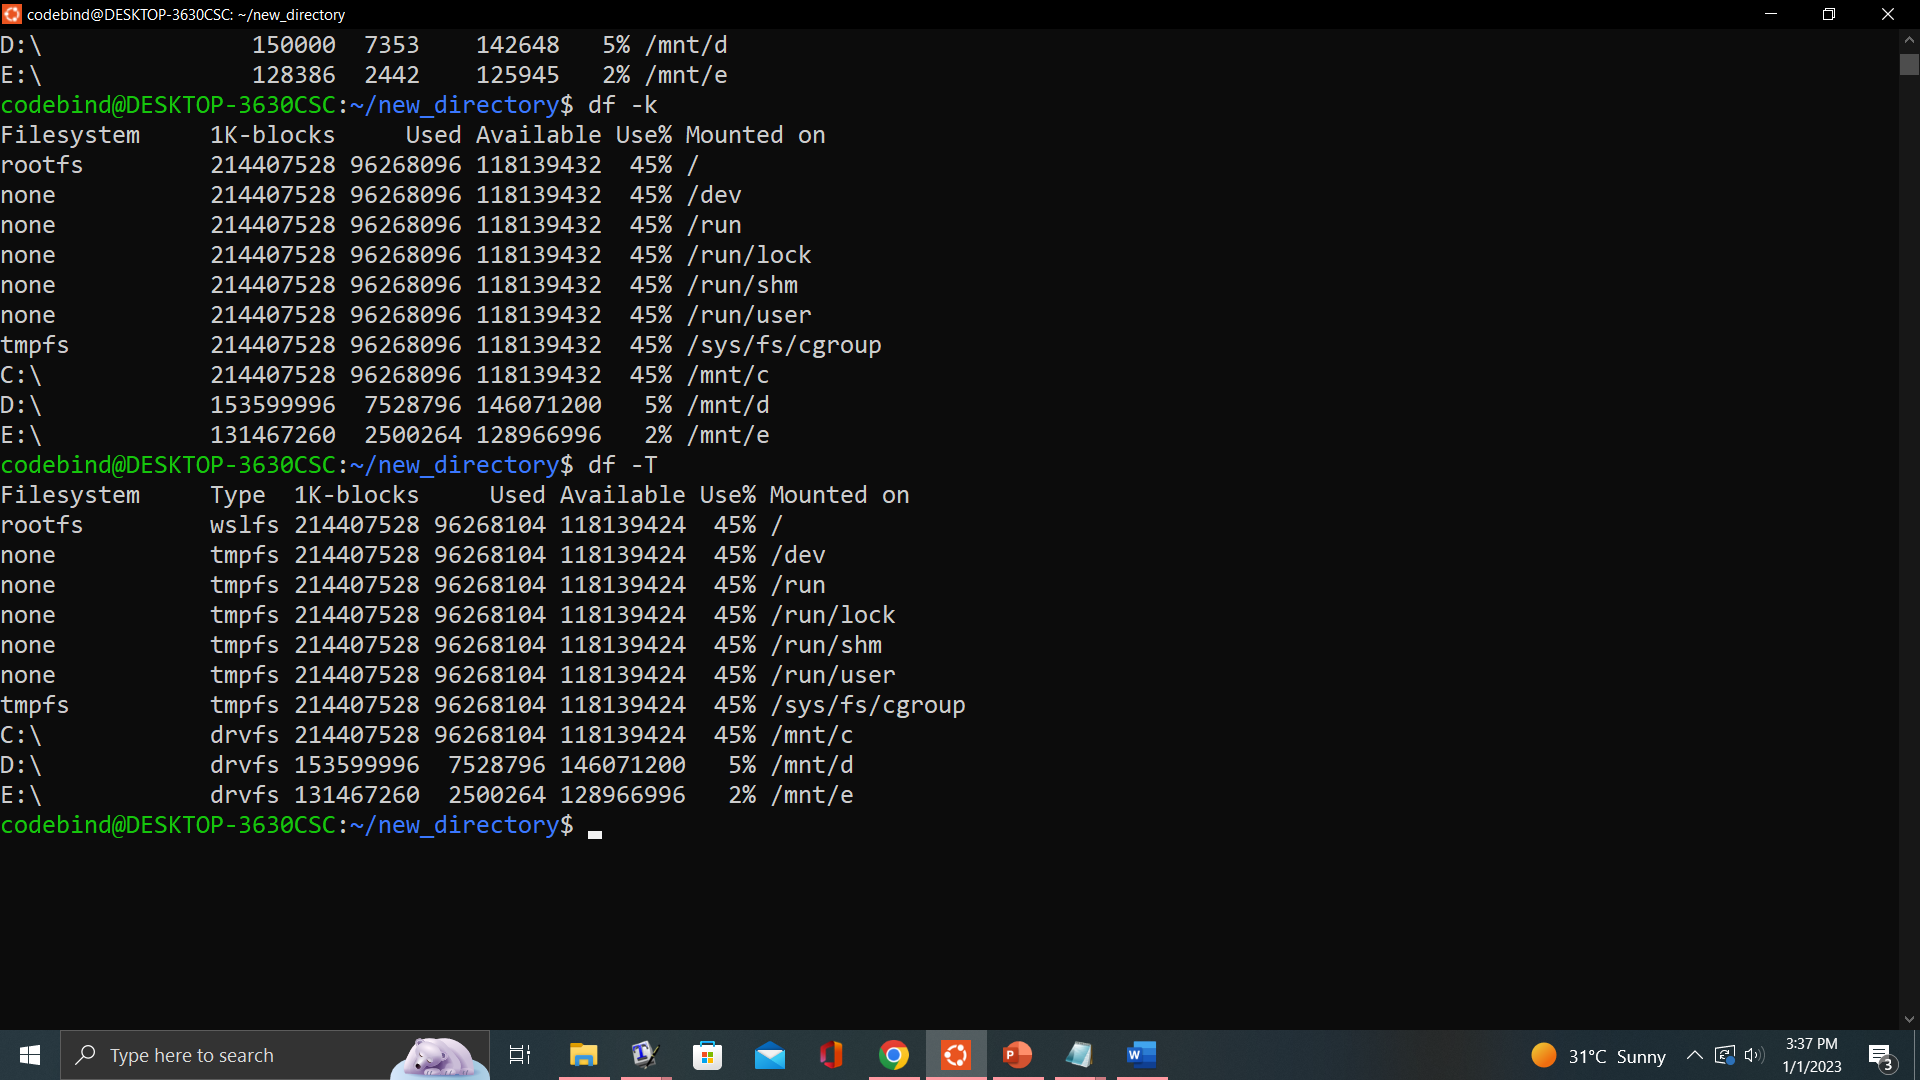 codebind@DESKTOP-3630CSC: ~/new_directory
D:\               150000  7353    142648   5% /mnt/d
E:\               128386  2442    125945   2% /mnt/e
codebind@DESKTOP-3630CSC:~/new_directory$ df -k
Filesystem     1K-blocks     Used Available Use% Mounted on
rootfs         214407528 96268096 118139432  45% /
none           214407528 96268096 118139432  45% /dev
none           214407528 96268096 118139432  45% /run
none           214407528 96268096 118139432  45% /run/lock
none           214407528 96268096 118139432  45% /run/shm
none           214407528 96268096 118139432  45% /run/user
tmpfs          214407528 96268096 118139432  45% /sys/fs/cgroup
C:\            214407528 96268096 118139432  45% /mnt/c
D:\            153599996  7528796 146071200   5% /mnt/d
E:\            131467260  2500264 128966996   2% /mnt/e
codebind@DESKTOP-3630CSC:~/new_directory$ df -T
Filesystem     Type  1K-blocks     Used Available Use% Mounted on
rootfs         wslfs 214407528 96268104 118139424  45% /
none           tmpfs 214407528 96268104 118139424  45% /dev
none           tmpfs 214407528 96268104 118139424  45% /run
none           tmpfs 214407528 96268104 118139424  45% /run/lock
none           tmpfs 214407528 96268104 118139424  45% /run/shm
none           tmpfs 214407528 96268104 118139424  45% /run/user
tmpfs          tmpfs 214407528 96268104 118139424  45% /sys/fs/cgroup
C:\            drvfs 214407528 96268104 118139424  45% /mnt/c
D:\            drvfs 153599996  7528796 146071200   5% /mnt/d
E:\            drvfs 131467260  2500264 128966996   2% /mnt/e
codebind@DESKTOP-3630CSC:~/new_directory$
Type here to search
31°C Sunny
3:37 PM
1/1/2023
3